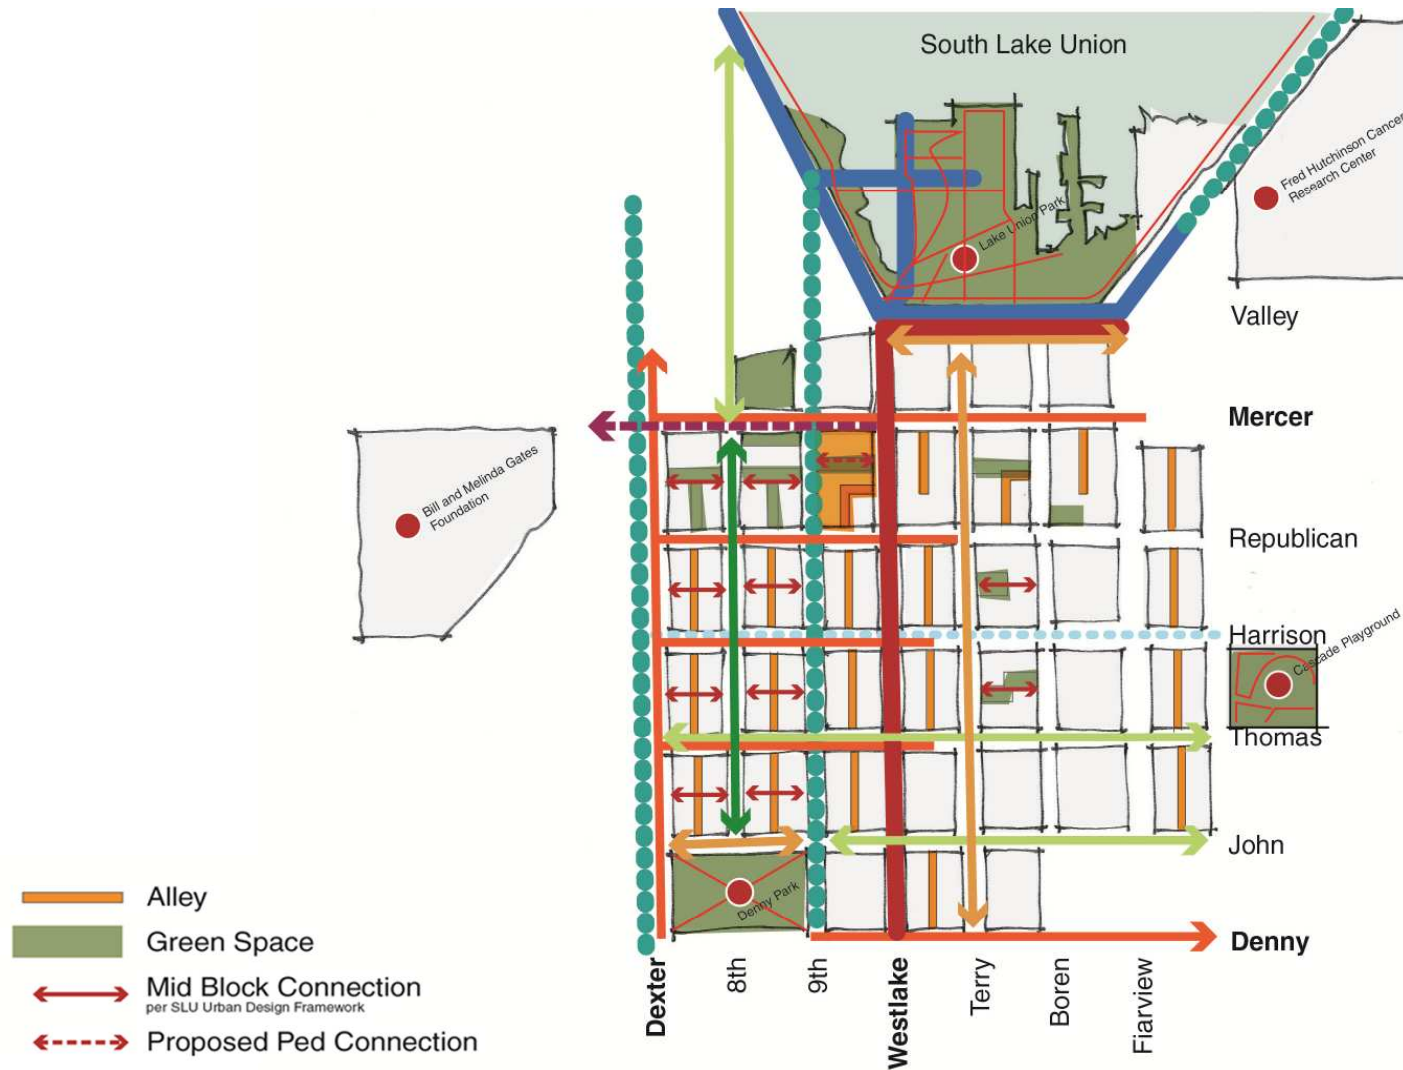 South Lake Union
Fred Hutchinson Cancer
Research Center
Lake Union Park
Valley
Mercer
Bill and Melinda Gates
Foundation
Republican
Harrison
Cascade Playground
Thomas
John
Denny Park
Denny
Alley
Green Space
Mid Block Connection
per SLU Urban Design Framework
Proposed Ped Connection
Dexter
8th
9th
Westlake
Terry
Boren
Fiarview